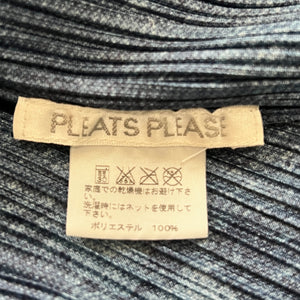 PLEATS PLEASE
家庭での乾燥機はお避け下
さい。
洗濯時にはネットを使用して
下さい。
ポリエステル 100%